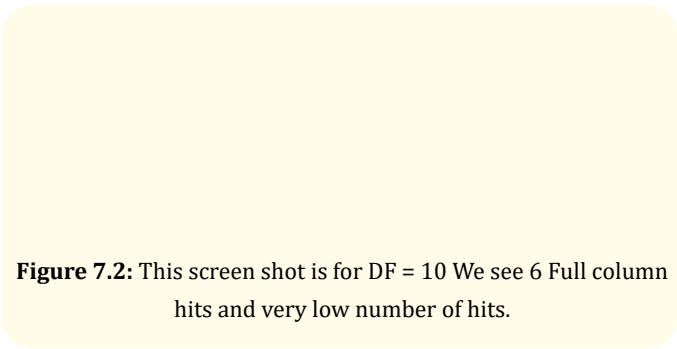 Figure 7.2: This screen shot is for DF = 10 We see 6 Full column
hits and very low number of hits.